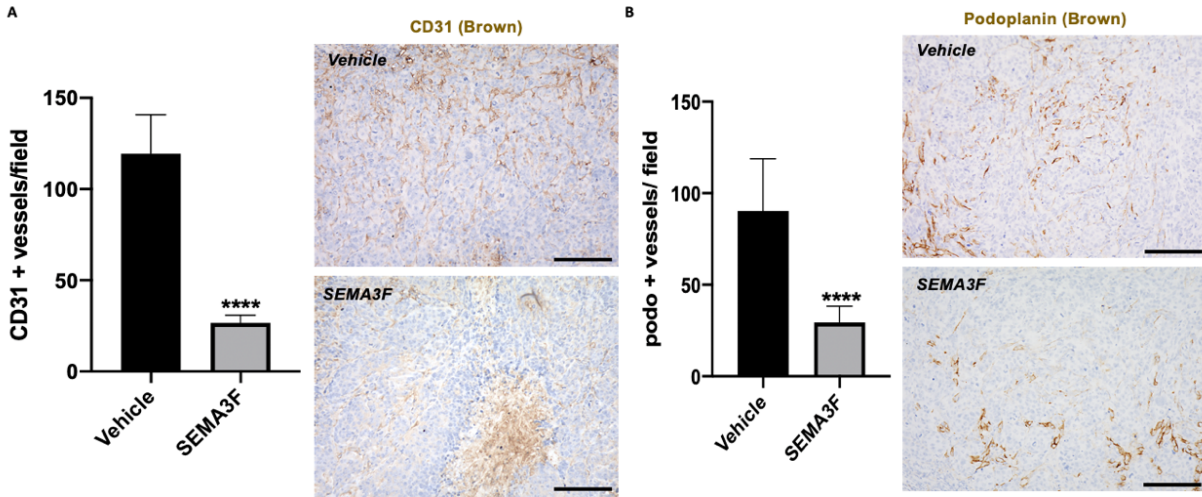 A
CD31 (Brown)
Vehicle
CD31 + vessels/field
150
100
50
0
****
Vehicle
SEMA3F
SEMA3F
B
Podoplanin (Brown)
Vehicle
podo + vessels/ field
150
100
50
0
****
Vehicle
SEMA3F
SEMA3F